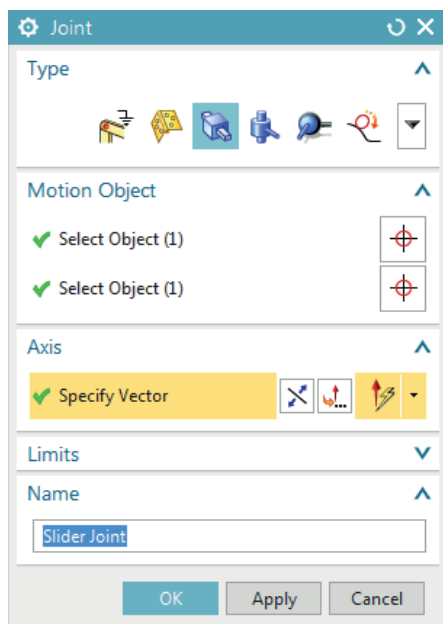 Joint
Type
Motion Object
Select Object (1)
Select Object (1)
Axis
Specify Vector
Limits
Name
Slider Joint
OK Apply Cancel